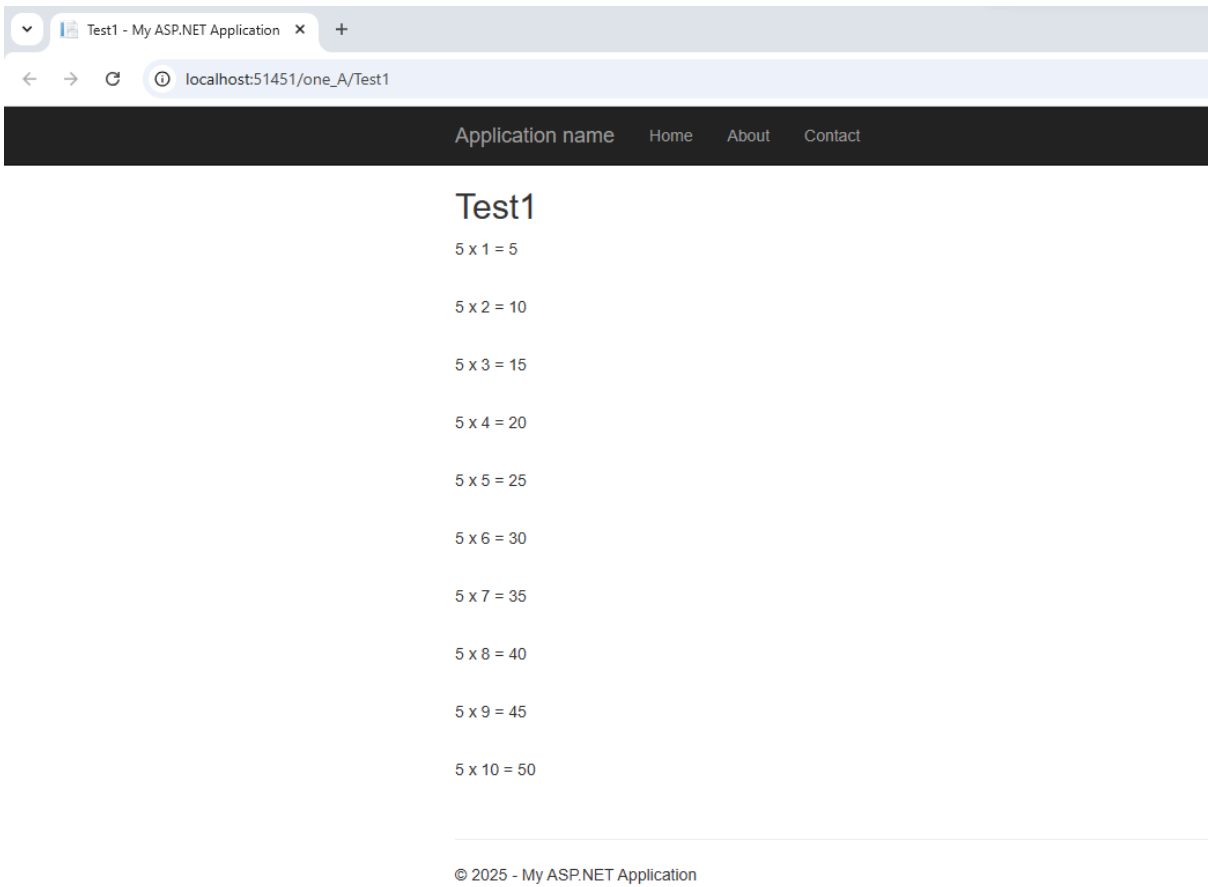 Test1 - My ASP.NET Application
localhost:51451/one_A/Test1
Application name Home About Contact
Test1
5 x 1 = 5
5 x 2 = 10
5 x 3 = 15
5 x 4 = 20
5 x 5 = 25
5 x 6 = 30
5 x 7 = 35
5 x 8 = 40
5 x 9 = 45
5 x 10 = 50
© 2025 - My ASP.NET Application